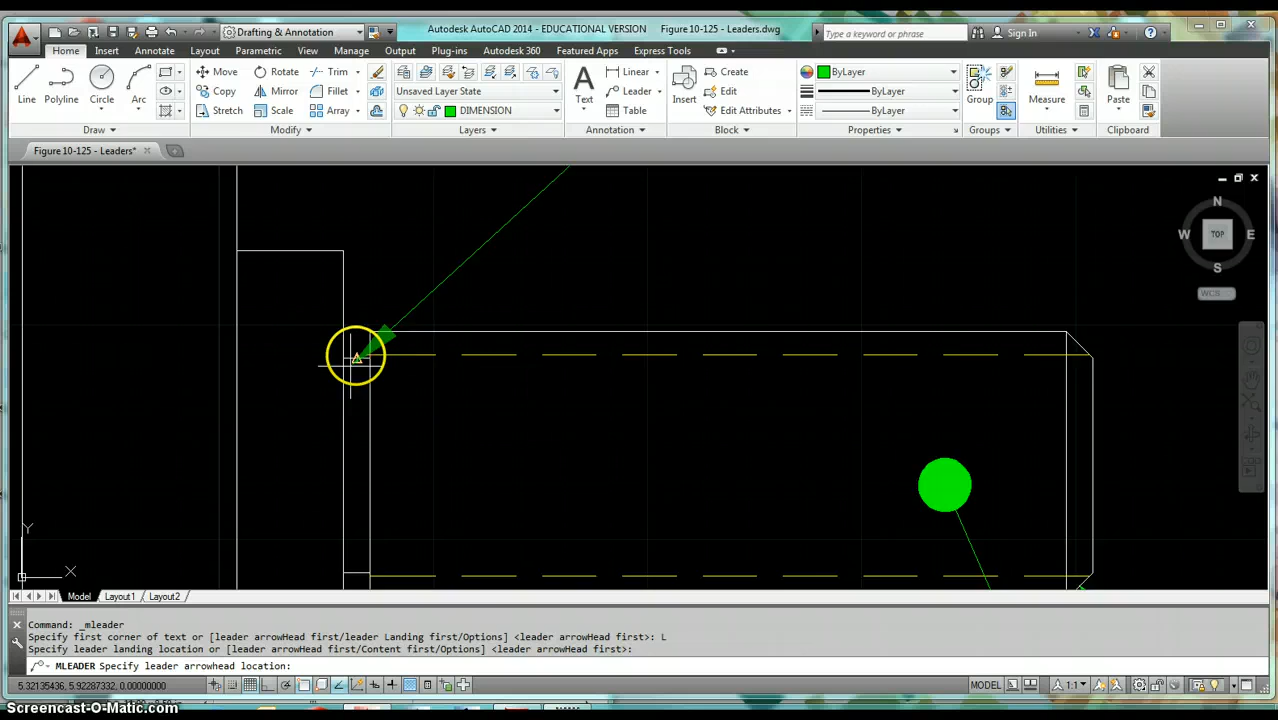 Drafting & Annotation
Autodesk AutoCAD 2014 - EDUCATIONAL VERSION Figure 10-125 - Leaders.dwg
Type a keyword or phrase
Sign In
Home Insert Annotate Layout Parametric View Manage Output Plug-ins Autodesk 360 Featured Apps Express Tools
Line Polyline Circle Arc
Move Rotate Trim
Copy Mirror Fillet
Stretch Scale Array
Unsaved Layer State
DIMENSION
Text
Linear
Leader
Table
Insert
Create
Edit
Edit Attributes
ByLayer
ByLayer
ByLayer
Group
Measure
Paste
Draw Modify Layers Annotation Block Properties Groups Utilities Clipboard
Figure 10-125 - Leaders*
N
W TOP E
S
WCS
Y
X
Model Layout1 Layout2
Command: _mleader
Specify first corner of text or [leader arrowHead first/leader Landing first/Options] <leader arrowHead first>: L
Specify leader landing location or [leader arrowHead first/Content first/Options] <leader arrowHead first>:
MLEADER Specify leader arrowhead location:
5.32135436, 5.92287332, 0.00000000
MODEL
1:1
Screencast-O-Matic.com